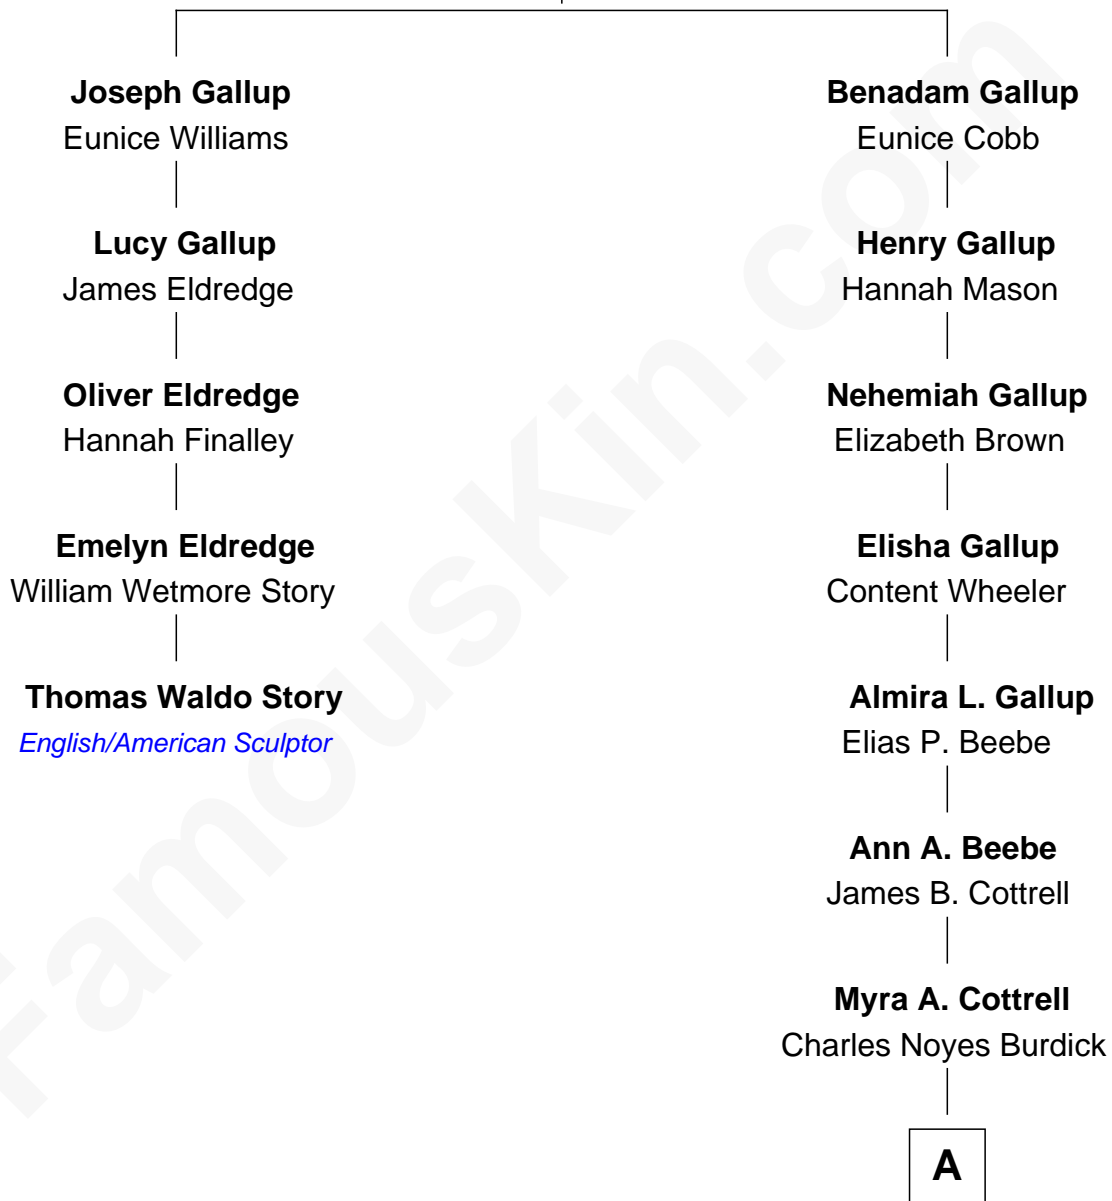 Joseph Gallup
Eunice Williams
Lucy Gallup
James Eldredge
Oliver Eldredge
Hannah Finalley
Emelyn Eldredge
William Wetmore Story
Thomas Waldo Story
English/American Sculptor
Benadam Gallup
Eunice Cobb
Henry Gallup
Hannah Mason
Nehemiah Gallup
Elizabeth Brown
Elisha Gallup
Content Wheeler
Almira L. Gallup
Elias P. Beebe
Ann A. Beebe
James B. Cottrell
Myra A. Cottrell
Charles Noyes Burdick
A
FamousKin.com